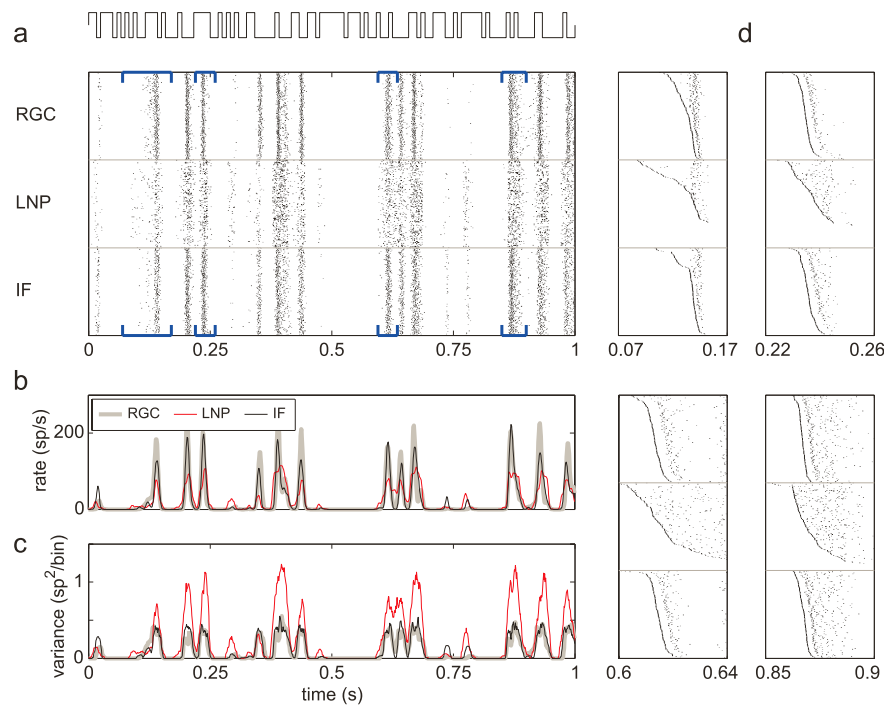 a
d
RGC
LNP
IF
0 0.25 0.5 0.75 1
0.07 0.17
0.22 0.26
b
RGC LNP IF
rate (sp/s)
200
100
0
c
variance (sp²/bin)
1
0
0 0.25 0.5 0.75 1
time (s)
0.6 0.64
0.85 0.9